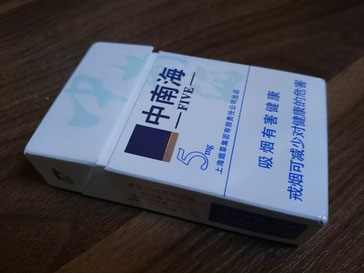 中南海
FIVE
5mg
上海烟草集团有限责任公司出品
吸烟有害健康
戒烟可减少对健康的危害